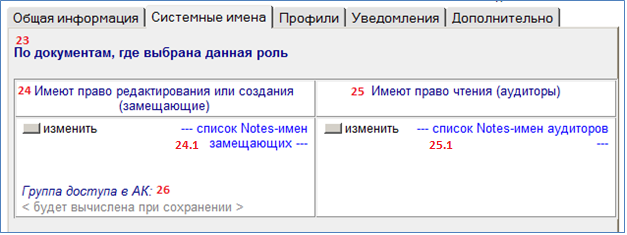 Общая информация Системные имена Профили Уведомления Дополнительно
23
По документам, где выбрана данная роль
24 Имеют право редактирования или создания
(замещающие)
25 Имеют право чтения (аудиторы)
изменить --- список Notes-имен
24.1 замещающих ---
изменить --- список Notes-имен аудиторов
25.1 ---
Группа доступа в АК: 26
< будет вычислена при сохранении >